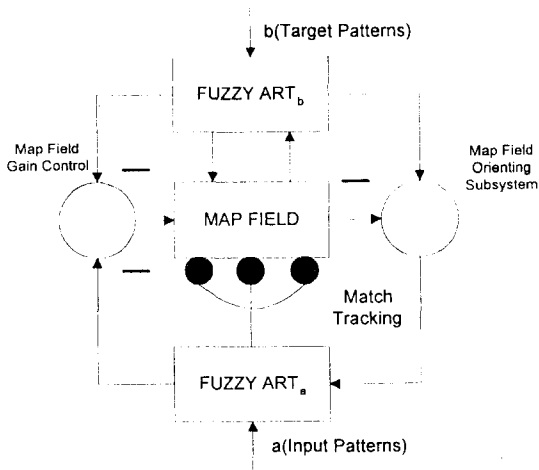 b(Target Patterns)
FUZZY ART_b
Map Field
Gain Control
Map Field
Orienting
Subsystem
MAP FIELD
Match
Tracking
FUZZY ART_a
a(Input Patterns)